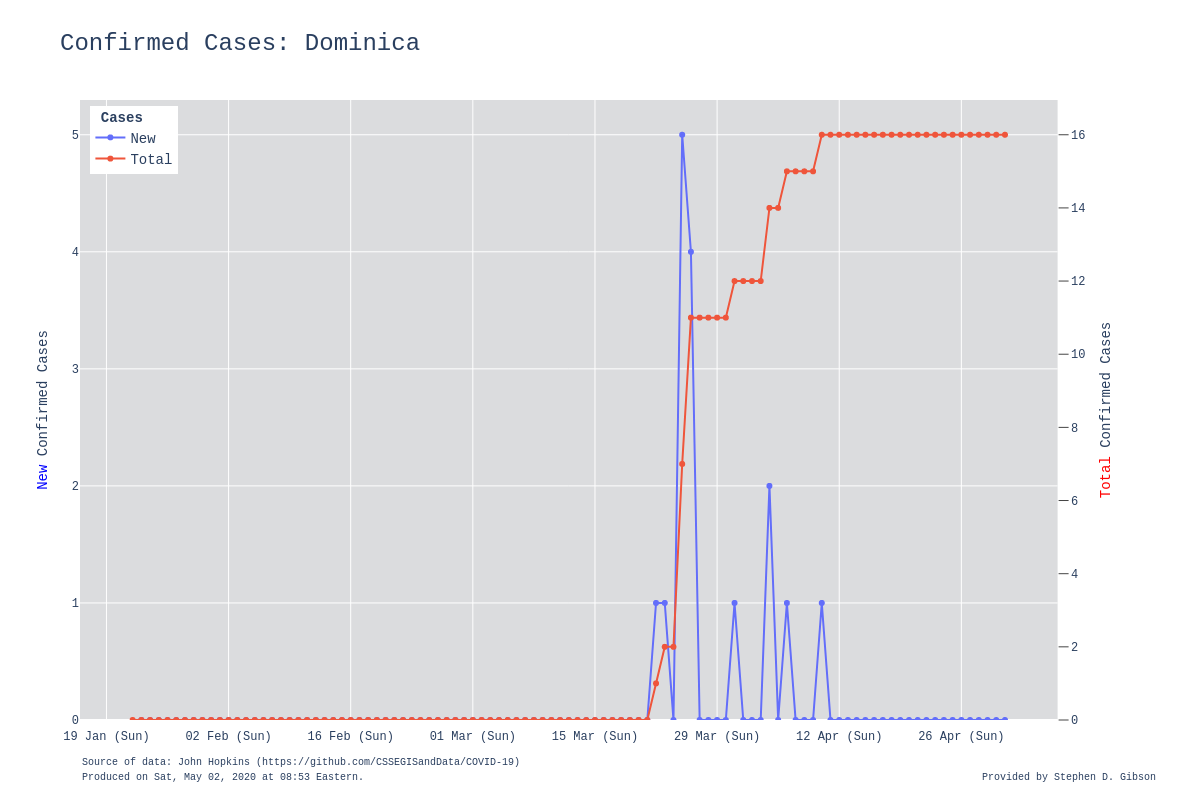 Confirmed Cases: Dominica
Cases
New
Total
5
4
3
2
1
0
16
14
12
10
8
6
4
2
0
New Confirmed Cases
Total Confirmed Cases
19 Jan (Sun)
02 Feb (Sun)
16 Feb (Sun)
01 Mar (Sun)
15 Mar (Sun)
29 Mar (Sun)
12 Apr (Sun)
26 Apr (Sun)
Source of data: John Hopkins (https://github.com/CSSEGISandData/COVID-19)
Produced on Sat, May 02, 2020 at 08:53 Eastern.
Provided by Stephen D. Gibson